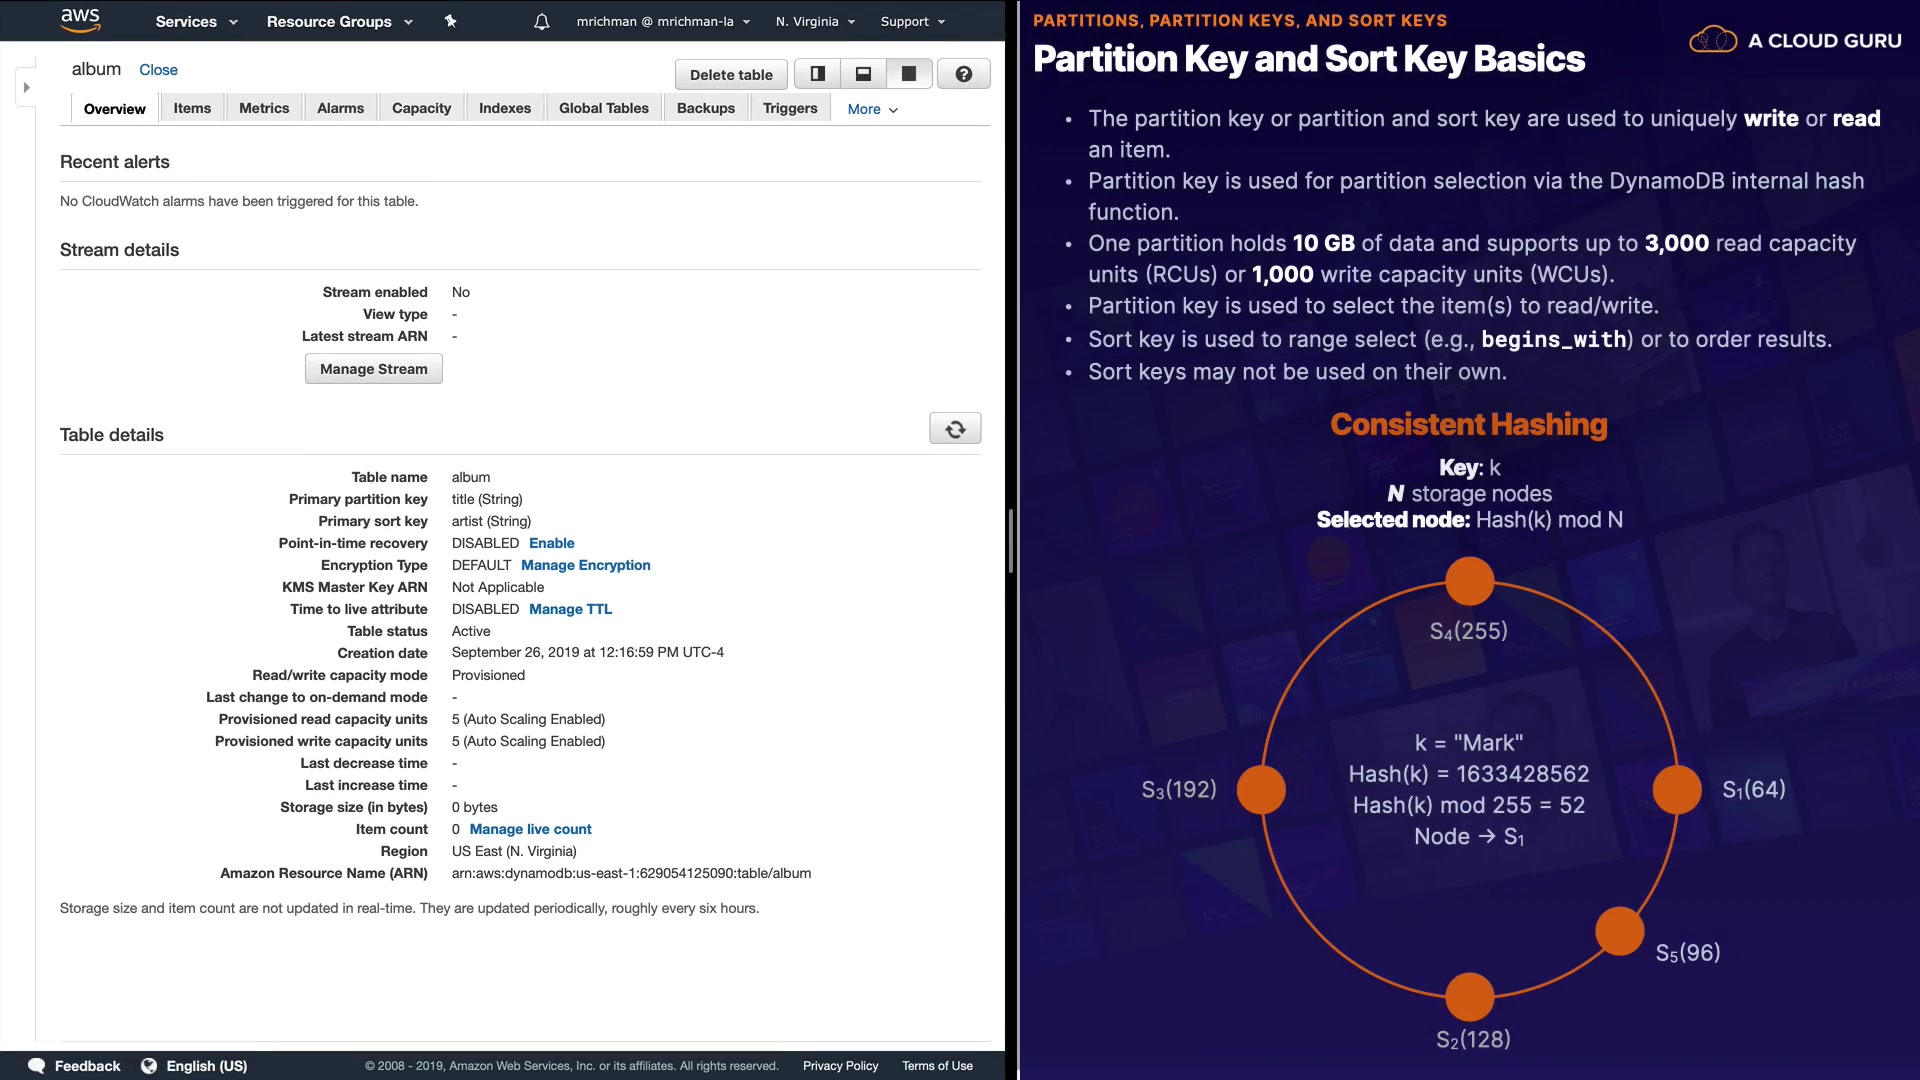 aws
Services
Resource Groups
mrichman @ mrichman-la
N. Virginia
Support
album Close
Delete table
Overview
Items
Metrics
Alarms
Capacity
Indexes
Global Tables
Backups
Triggers
More
Recent alerts
No CloudWatch alarms have been triggered for this table.
Stream details
Stream enabled No
View type -
Latest stream ARN -
Manage Stream
Table details
Table name album
Primary partition key title (String)
Primary sort key artist (String)
Point-in-time recovery DISABLED Enable
Encryption Type DEFAULT Manage Encryption
KMS Master Key ARN Not Applicable
Time to live attribute DISABLED Manage TTL
Table status Active
Creation date September 26, 2019 at 12:16:59 PM UTC-4
Read/write capacity mode Provisioned
Last change to on-demand mode -
Provisioned read capacity units 5 (Auto Scaling Enabled)
Provisioned write capacity units 5 (Auto Scaling Enabled)
Last decrease time -
Last increase time -
Storage size (in bytes) 0 bytes
Item count 0 Manage live count
Region US East (N. Virginia)
Amazon Resource Name (ARN) arn:aws:dynamodb:us-east-1:629054125090:table/album
Storage size and item count are not updated in real-time. They are updated periodically, roughly every six hours.
Feedback
English (US)
© 2008 - 2019, Amazon Web Services, Inc. or its affiliates. All rights reserved.
Privacy Policy
Terms of Use
PARTITIONS, PARTITION KEYS, AND SORT KEYS
Partition Key and Sort Key Basics
A CLOUD GURU
• The partition key or partition and sort key are used to uniquely write or read
an item.
• Partition key is used for partition selection via the DynamoDB internal hash
function.
• One partition holds 10 GB of data and supports up to 3,000 read capacity
units (RCUs) or 1,000 write capacity units (WCUs).
• Partition key is used to select the item(s) to read/write.
• Sort key is used to range select (e.g., begins_with) or to order results.
• Sort keys may not be used on their own.
Consistent Hashing
Key: k
N storage nodes
Selected node: Hash(k) mod N
S₄(255)
k = "Mark"
Hash(k) = 1633428562
S₃(192)
S₁(64)
Hash(k) mod 255 = 52
Node → S₁
S₅(96)
S₂(128)